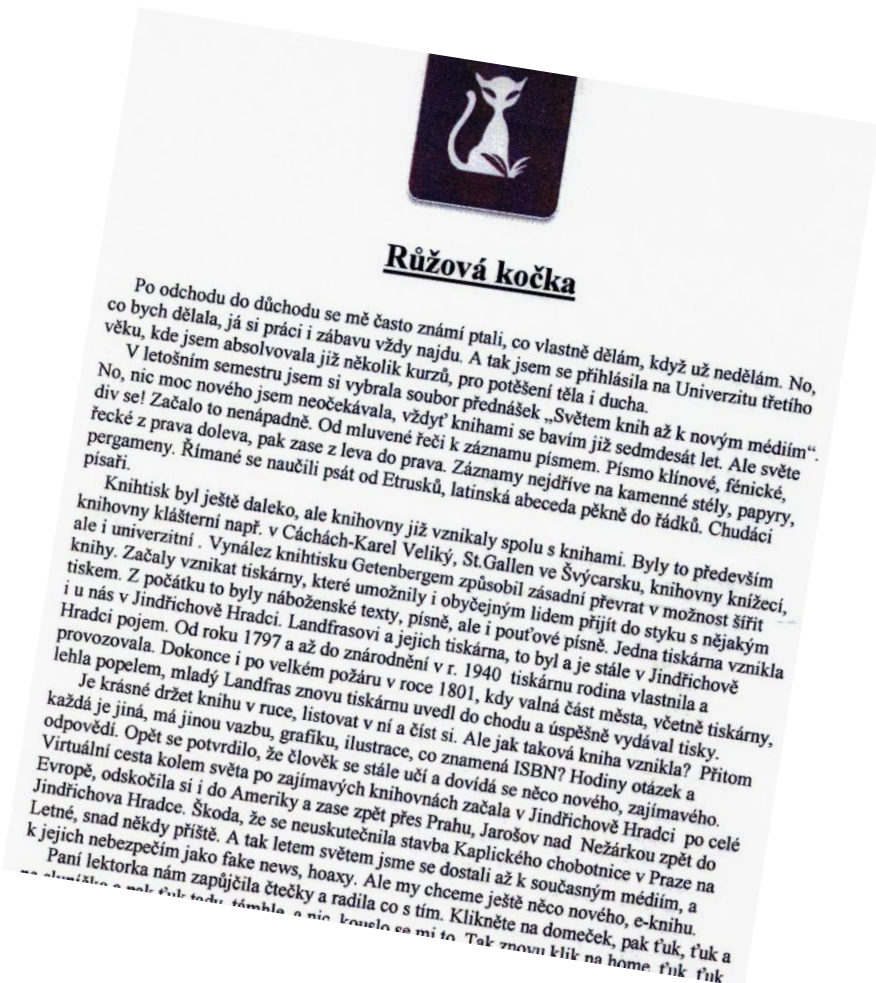 Růžová kočka
Po odchodu do důchodu se mě často známí ptali, co vlastně dělám, když už nedělám. No,
co bych dělala, já si práci i zábavu vždy najdu. A tak jsem se přihlásila na Univerzitu třetího
věku, kde jsem absolvovala již několik kurzů, pro potěšení těla i ducha.
V letošním semestru jsem si vybrala soubor přednášek „Světem knih až k novým médiím“.
No, nic moc nového jsem neočekávala, vždyť knihami se bavím již sedmdesát let. Ale světe
div se! Začalo to nenápadně. Od mluvené řeči k záznamu písmem. Písmo klínové, fénické,
řecké z prava doleva, pak zase z leva do prava. Záznamy nejdříve na kamenné stély, papyry,
pergameny. Římané se naučili psát od Etrusků, latinská abeceda pěkně do řádků. Chudáci
písaři.
Knihtisk byl ještě daleko, ale knihovny již vznikaly spolu s knihami. Byly to především
knihovny klášterní např. v Cáchách-Karel Veliký, St.Gallen ve Švýcarsku, knihovny knížecí,
ale i univerzitní . Vynález knihtisku Getenbergem způsobil zásadní převrat v možnost šířit
knihy. Začaly vznikat tiskárny, které umožnily i obyčejným lidem přijít do styku s nějakým
tiskem. Z počátku to byly náboženské texty, písně, ale i pouťové písně. Jedna tiskárna vznikla
i u nás v Jindřichově Hradci. Landfrasovi a jejich tiskárna, to byl a je stále v Jindřichově
Hradci pojem. Od roku 1797 a až do znárodnění v r. 1940 tiskárnu rodina vlastnila a
provozovala. Dokonce i po velkém požáru v roce 1801, kdy valná část města, včetně tiskárny,
lehla popelem, mladý Landfras znovu tiskárnu uvedl do chodu a úspěšně vydával tisky.
Je krásné držet knihu v ruce, listovat v ní a číst si. Ale jak taková kniha vznikla? Přitom
každá je jiná, má jinou vazbu, grafiku, ilustrace, co znamená ISBN? Hodiny otázek a
odpovědí. Opět se potvrdilo, že člověk se stále učí a dovídá se něco nového, zajímavého.
Virtuální cesta kolem světa po zajímavých knihovnách začala v Jindřichově Hradci po celé
Evropě, odskočila si i do Ameriky a zase zpět přes Prahu, Jarošov nad Nežárkou zpět do
Jindřichova Hradce. Škoda, že se neuskutečnila stavba Kaplického chobotnice v Praze na
Letné, snad někdy příště. A tak letem světem jsme se dostali až k současným médiím, a
k jejich nebezpečím jako fake news, hoaxy. Ale my chceme ještě něco nového, e-knihu.
Paní lektorka nám zapůjčila čtečky a radila co s tím. Klikněte na domeček, pak ťuk, ťuk a
pak ťuk tady, támhle, a nic, kouslo se mi to. Tak znovu klik na home, ťuk, ťuk